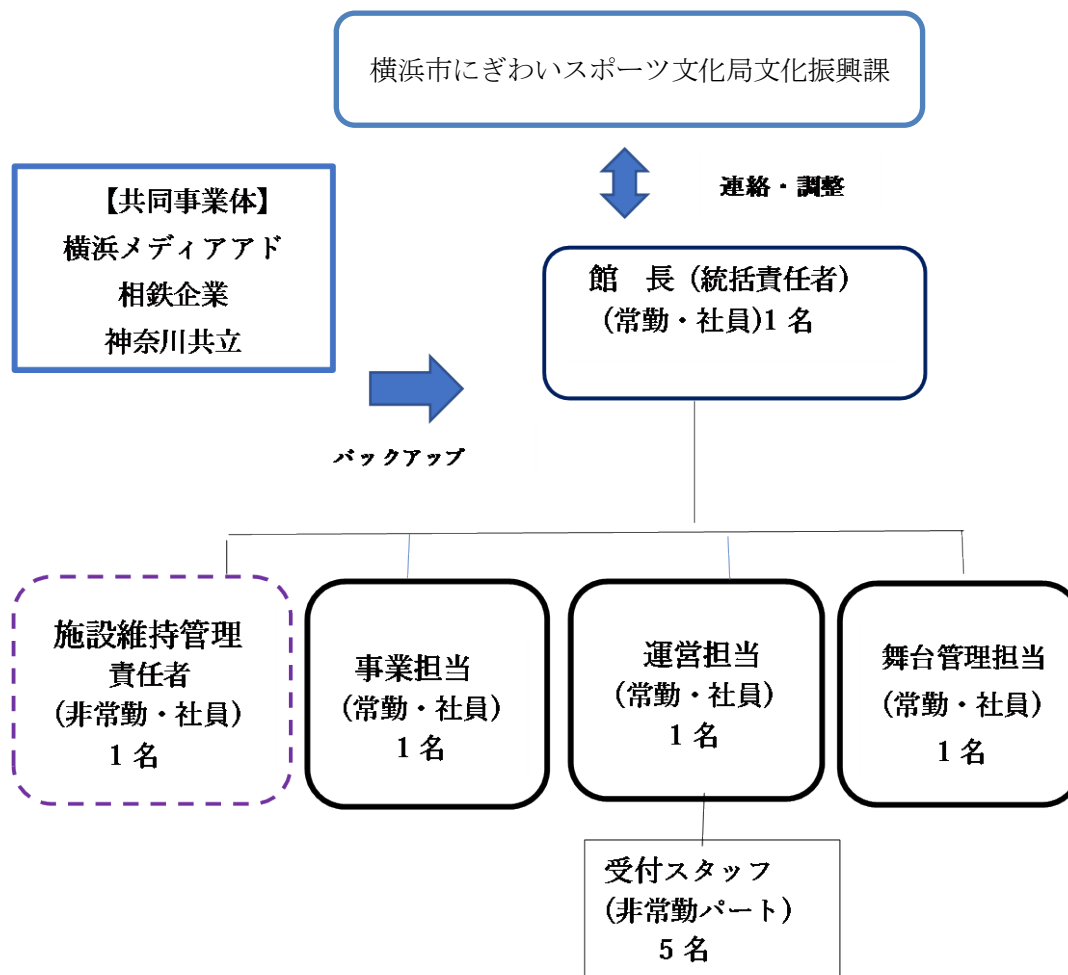 横浜市にぎわいスポーツ文化局文化振興課
連絡・調整
【共同事業体】
横浜メディアアド
相鉄企業
神奈川共立
館　長（統括責任者）
(常勤・社員)1 名
バックアップ
施設維持管理
責任者
(非常勤・社員)
1 名
事業担当
(常勤・社員)
1 名
運営担当
(常勤・社員)
1 名
舞台管理担当
(常勤・社員)
1 名
受付スタッフ
(非常勤パート)
5 名